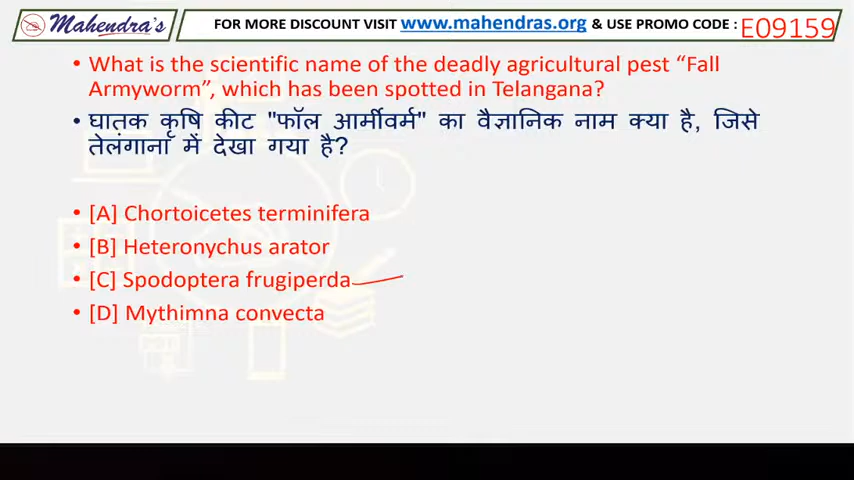 Mahendra's
FOR MORE DISCOUNT VISIT www.mahendras.org & USE PROMO CODE : E09159
• What is the scientific name of the deadly agricultural pest “Fall
Armyworm”, which has been spotted in Telangana?
• घातक कृषि कीट "फॉल आर्मीवर्म" का वैज्ञानिक नाम क्या है, जिसे
तेलंगाना में देखा गया है?
• [A] Chortoicetes terminifera
• [B] Heteronychus arator
• [C] Spodoptera frugiperda
• [D] Mythimna convecta